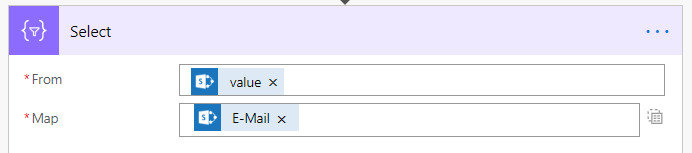 Select
* From value ×
* Map E-Mail ×